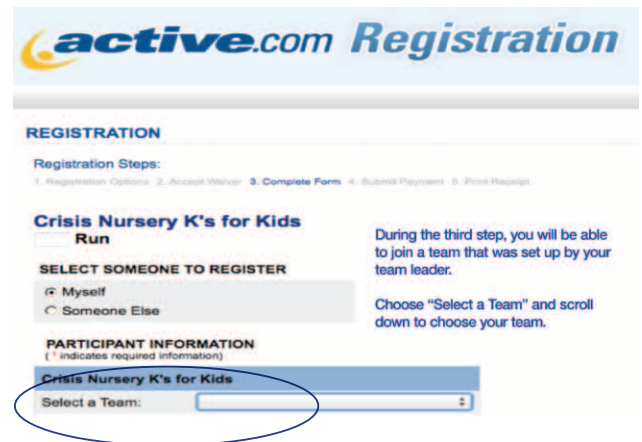 active.com Registration
REGISTRATION
Registration Steps:
1. Registration Options 2. Accept Waiver 3. Complete Form 4. Submit Payment 5. Print Receipt
Crisis Nursery K's for Kids
Run
SELECT SOMEONE TO REGISTER
Myself
Someone Else
PARTICIPANT INFORMATION
(* indicates required information)
Crisis Nursery K's for Kids
Select a Team:
During the third step, you will be able
to join a team that was set up by your
team leader.
Choose “Select a Team” and scroll
down to choose your team.